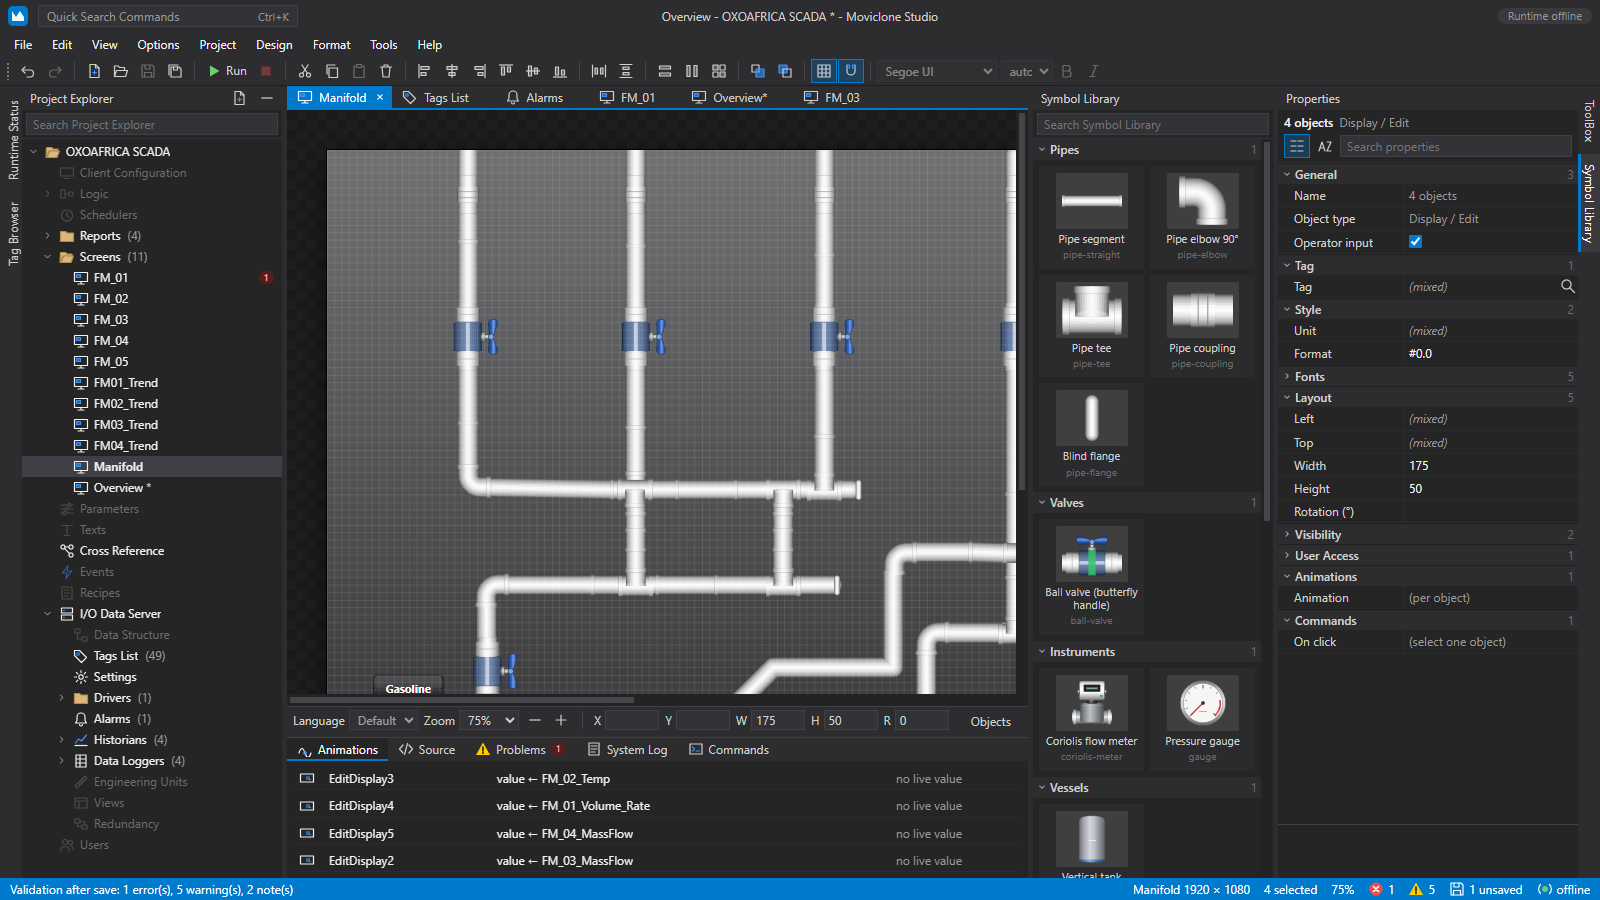 Quick Search Commands Ctrl+K
Overview - OXOAFRICA SCADA * - Moviclone Studio
Runtime offline
File Edit View Options Project Design Format Tools Help
Run
Segoe UI
autc
B I
Runtime Status
Tag Browser
Project Explorer
Search Project Explorer
OXOAFRICA SCADA
Client Configuration
Logic
Schedulers
Reports (4)
Screens (11)
FM_01 1
FM_02
FM_03
FM_04
FM_05
FM01_Trend
FM02_Trend
FM03_Trend
FM04_Trend
Manifold
Overview *
Parameters
Texts
Cross Reference
Events
Recipes
I/O Data Server
Data Structure
Tags List (49)
Settings
Drivers (1)
Alarms (1)
Historians (4)
Data Loggers (4)
Engineering Units
Views
Redundancy
Users
Manifold × Tags List Alarms FM_01 Overview* FM_03
Gasoline
Language Default Zoom 75% X Y W 175 H 50 R 0 Objects
Animations Source Problems 1 System Log Commands
EditDisplay3 value ← FM_02_Temp no live value
EditDisplay4 value ← FM_01_Volume_Rate no live value
EditDisplay5 value ← FM_04_MassFlow no live value
EditDisplay2 value ← FM_03_MassFlow no live value
Symbol Library
Search Symbol Library
Pipes 1
Pipe segment
pipe-straight
Pipe elbow 90°
pipe-elbow
Pipe tee
pipe-tee
Pipe coupling
pipe-coupling
Blind flange
pipe-flange
Valves 1
Ball valve (butterfly
handle)
ball-valve
Instruments 1
Coriolis flow meter
coriolis-meter
Pressure gauge
gauge
Vessels 1
Vertical tank
Properties
4 objects Display / Edit
AZ Search properties
General 3
Name 4 objects
Object type Display / Edit
Operator input
Tag 1
Tag (mixed)
Style 2
Unit (mixed)
Format #0.0
Fonts 5
Layout 5
Left (mixed)
Top (mixed)
Width 175
Height 50
Rotation (°)
Visibility 2
User Access 1
Animations 1
Animation (per object)
Commands 1
On click (select one object)
ToolBox
Symbol Library
Validation after save: 1 error(s), 5 warning(s), 2 note(s)
Manifold 1920 × 1080 4 selected 75% 1 5 1 unsaved offline